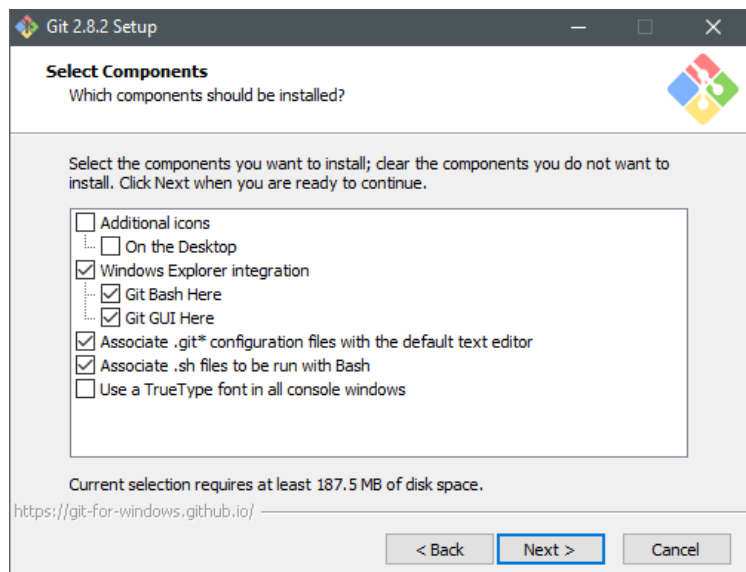 Git 2.8.2 Setup
Select Components
Which components should be installed?
Select the components you want to install; clear the components you do not want to
install. Click Next when you are ready to continue.
Additional icons
On the Desktop
Windows Explorer integration
Git Bash Here
Git GUI Here
Associate .git* configuration files with the default text editor
Associate .sh files to be run with Bash
Use a TrueType font in all console windows
Current selection requires at least 187.5 MB of disk space.
https://git-for-windows.github.io/
< Back Next > Cancel